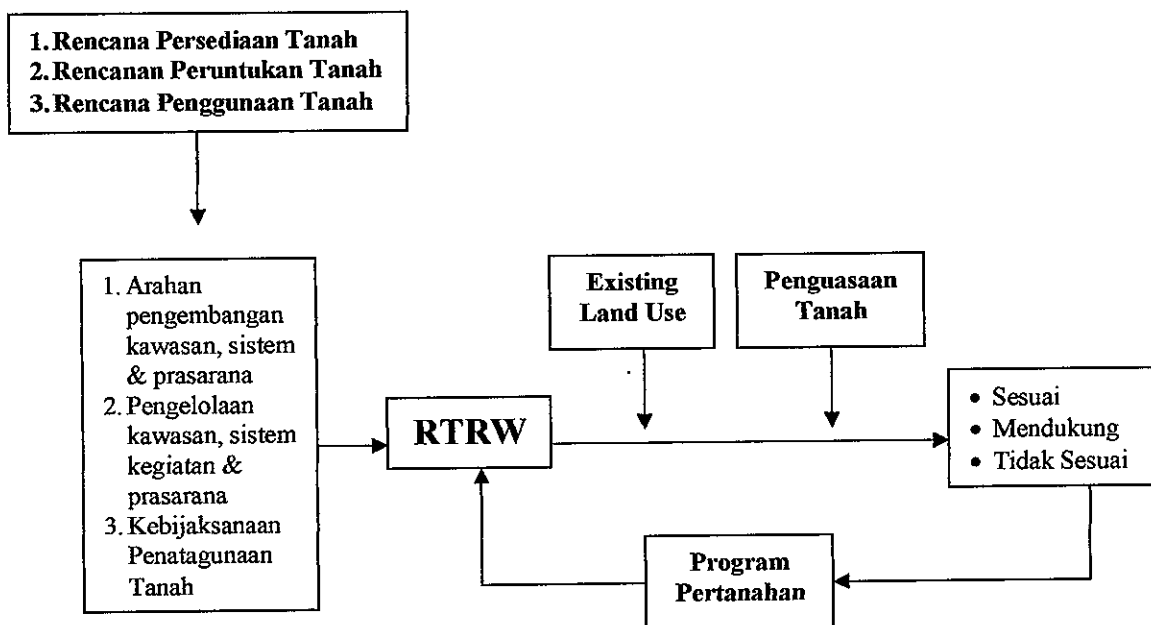 1. Rencana Persediaan Tanah
2. Rencanan Peruntukan Tanah
3. Rencana Penggunaan Tanah
1. Arahan
pengembangan
kawasan, sistem
& prasarana
2. Pengelolaan
kawasan, sistem
kegiatan &
prasarana
3. Kebijaksanaan
Penatagunaan
Tanah
RTRW
Existing
Land Use
Penguasaan
Tanah
• Sesuai
• Mendukung
• Tidak Sesuai
Program
Pertanahan